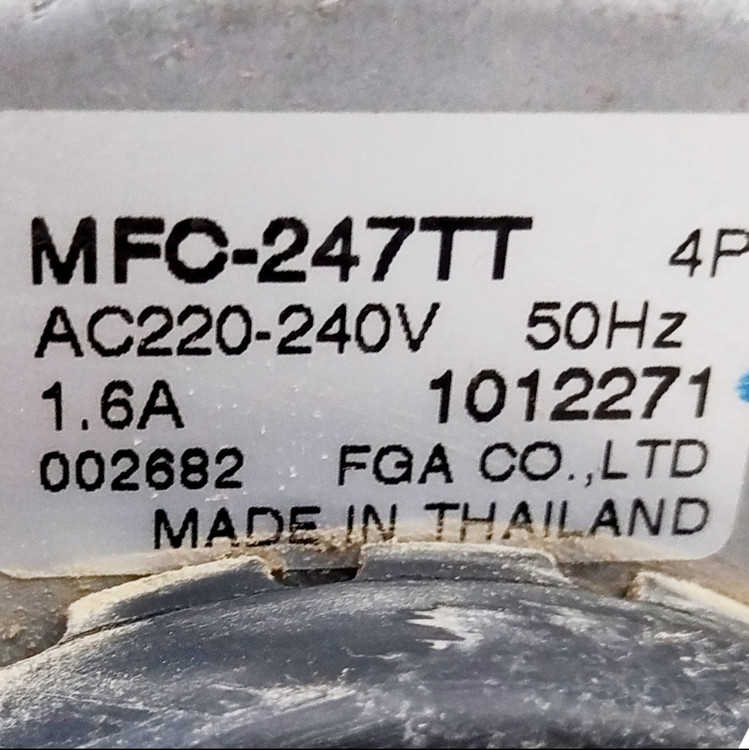 MFC-247TT 4P
AC220-240V 50Hz
1.6A 1012271
002682 FGA CO.,LTD
MADE IN THAILAND